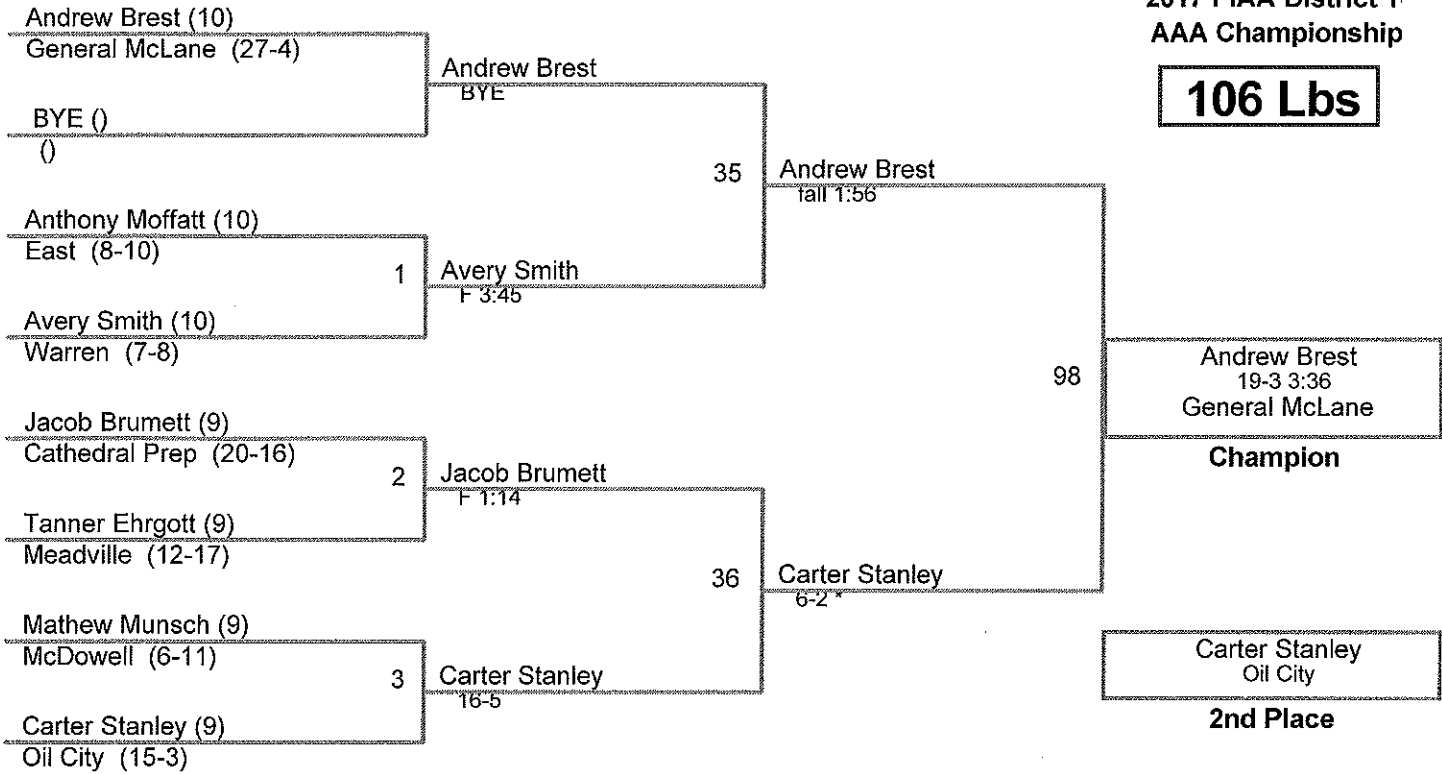 2017 PIAA District
AAA Championship
106 Lbs
Andrew Brest (10)
General McLane (27-4)
BYE ()
()
Anthony Moffatt (10)
East (8-10)
Avery Smith (10)
Warren (7-8)
Jacob Brumett (9)
Cathedral Prep (20-16)
Tanner Ehrgott (9)
Meadville (12-17)
Mathew Munsch (9)
McDowell (6-11)
Carter Stanley (9)
Oil City (15-3)
Andrew Brest
BYE
1
Avery Smith
F 3:45
2
Jacob Brumett
F 1:14
3
Carter Stanley
16-5
35
Andrew Brest
fall 1:56
36
Carter Stanley
6-2 *
98
Andrew Brest
19-3 3:36
General McLane
Champion
Carter Stanley
Oil City
2nd Place